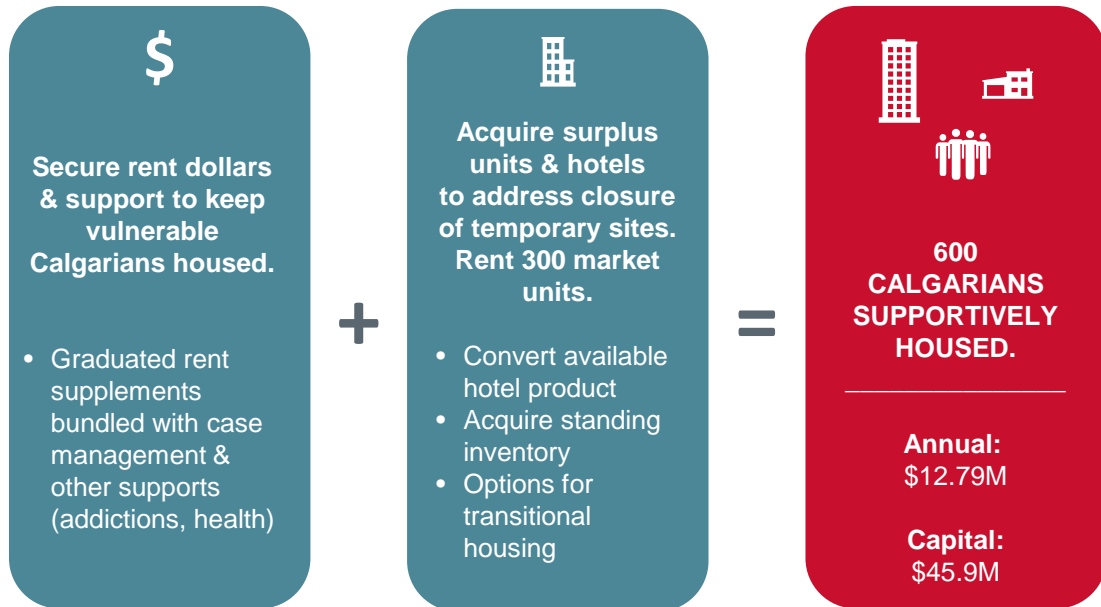 $
Secure rent dollars
& support to keep
vulnerable
Calgarians housed.
• Graduated rent
supplements
bundled with case
management &
other supports
(addictions, health)
+
Acquire surplus
units & hotels
to address closure
of temporary sites.
Rent 300 market
units.
• Convert available
hotel product
• Acquire standing
inventory
• Options for
transitional
housing
=
600
CALGARIANS
SUPPORTIVELY
HOUSED.
Annual:
$12.79M
Capital:
$45.9M